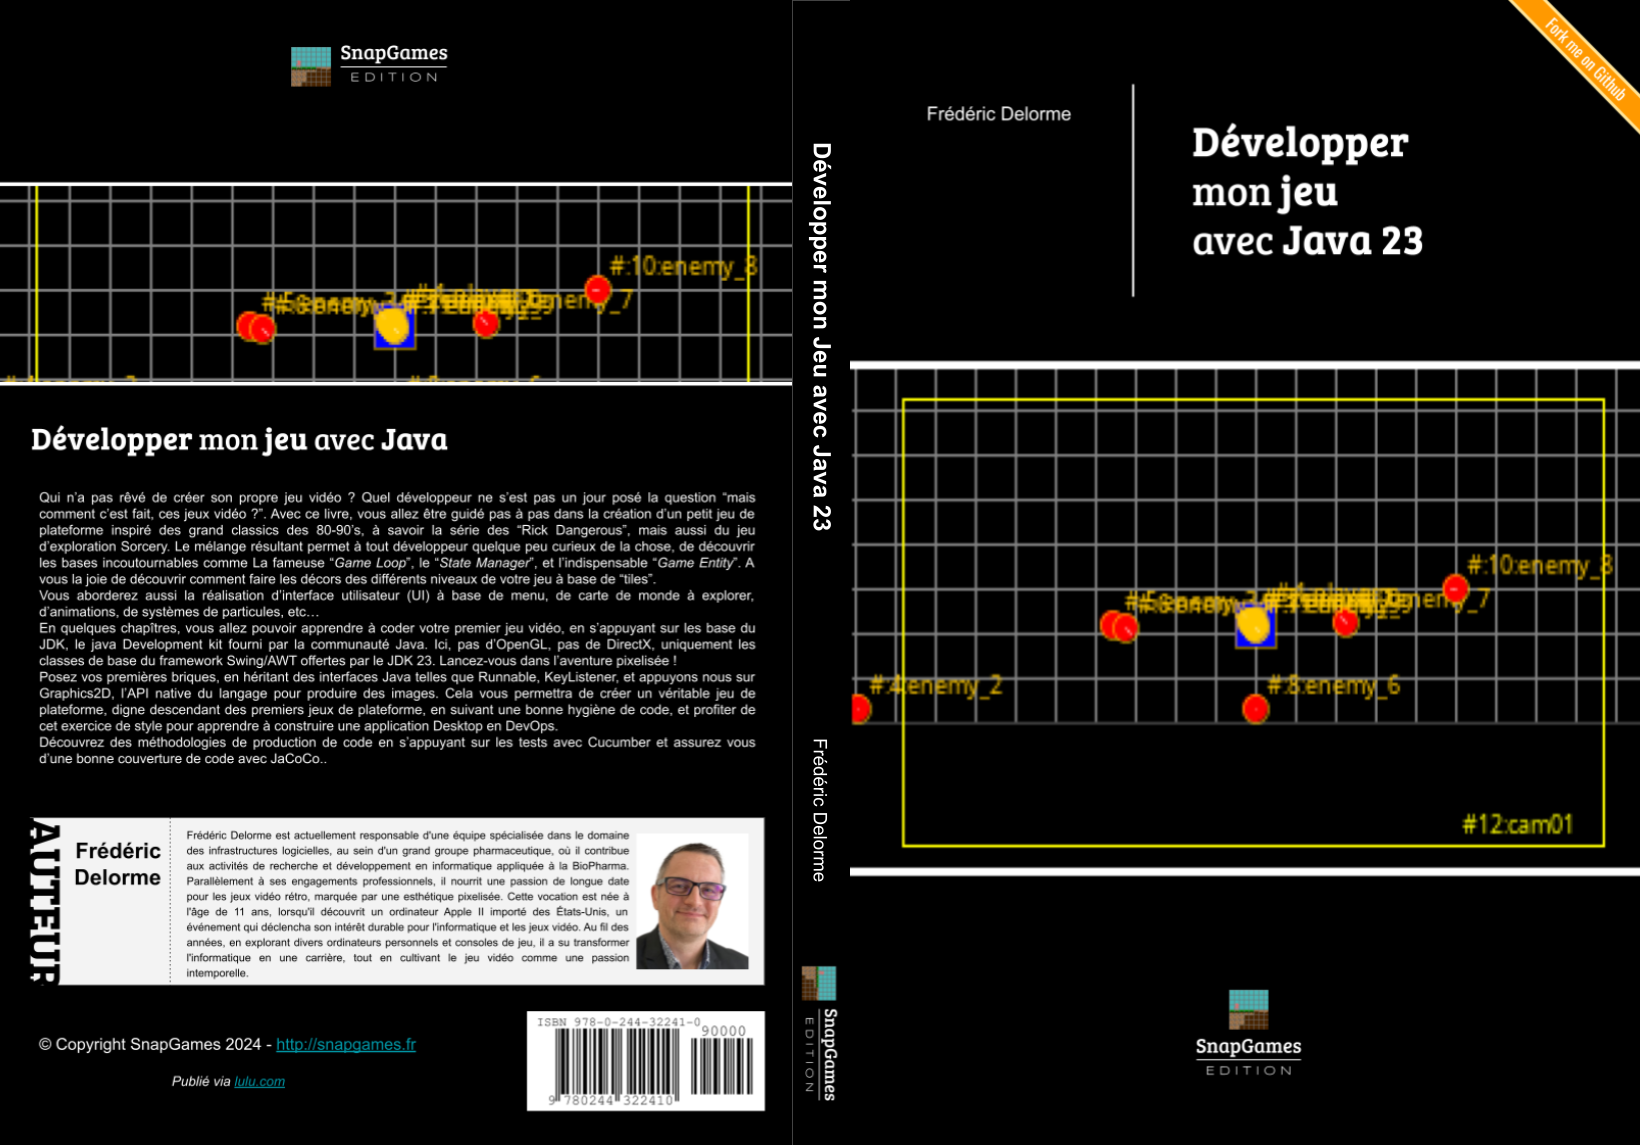 SnapGames
EDITION
#:10:enemy_8
Développer mon jeu avec Java
Qui n'a pas rêvé de créer son propre jeu vidéo ? Quel développeur ne s'est pas un jour posé la question “mais
comment c'est fait, ces jeux vidéo ?”. Avec ce livre, vous allez être guidé pas à pas dans la création d'un petit jeu de
plateforme inspiré des grand classics des 80-90's, à savoir la série des “Rick Dangerous”, mais aussi du jeu
d'exploration Sorcery. Le mélange résultant permet à tout développeur quelque peu curieux de la chose, de découvrir
les bases incoutournables comme La fameuse “Game Loop”, le “State Manager”, et l'indispensable “Game Entity”. A
vous la joie de découvrir comment faire les décors des différents niveaux de votre jeu à base de “tiles”.
Vous aborderez aussi la réalisation d'interface utilisateur (UI) à base de menu, de carte de monde à explorer,
d'animations, de systèmes de particules, etc…
En quelques chapîtres, vous allez pouvoir apprendre à coder votre premier jeu vidéo, en s'appuyant sur les base du
JDK, le java Development kit fourni par la communauté Java. Ici, pas d'OpenGL, pas de DirectX, uniquement les
classes de base du framework Swing/AWT offertes par le JDK 23. Lancez-vous dans l'aventure pixelisée !
Posez vos premières briques, en héritant des interfaces Java telles que Runnable, KeyListener, et appuyons nous sur
Graphics2D, l'API native du langage pour produire des images. Cela vous permettra de créer un véritable jeu de
plateforme, digne descendant des premiers jeux de plateforme, en suivant une bonne hygiène de code, et profiter de
cet exercice de style pour apprendre à construire une application Desktop en DevOps.
Découvrez des méthodologies de production de code en s'appuyant sur les tests avec Cucumber et assurez vous
d'une bonne couverture de code avec JaCoCo..
AUTEUR
Frédéric
Delorme
Frédéric Delorme est actuellement responsable d'une équipe spécialisée dans le domaine
des infrastructures logicielles, au sein d'un grand groupe pharmaceutique, où il contribue
aux activités de recherche et développement en informatique appliquée à la BioPharma.
Parallèlement à ses engagements professionnels, il nourrit une passion de longue date
pour les jeux vidéo rétro, marquée par une esthétique pixelisée. Cette vocation est née à
l'âge de 11 ans, lorsqu'il découvrit un ordinateur Apple II importé des États-Unis, un
événement qui déclencha son intérêt durable pour l'informatique et les jeux vidéo. Au fil des
années, en explorant divers ordinateurs personnels et consoles de jeu, il a su transformer
l'informatique en une carrière, tout en cultivant le jeu vidéo comme une passion
intemporelle.
© Copyright SnapGames 2024 - http://snapgames.fr
Publié via lulu.com
ISBN 978-0-244-32241-0
90000
9 780244 322410
Développer mon Jeu avec Java 23
Frédéric Delorme
SnapGames
EDITION
Fork me on Github
Frédéric Delorme
Développer
mon jeu
avec Java 23
#:10:enemy_8
#:4:enemy_2
#:8:enemy_6
#12:cam01
SnapGames
EDITION